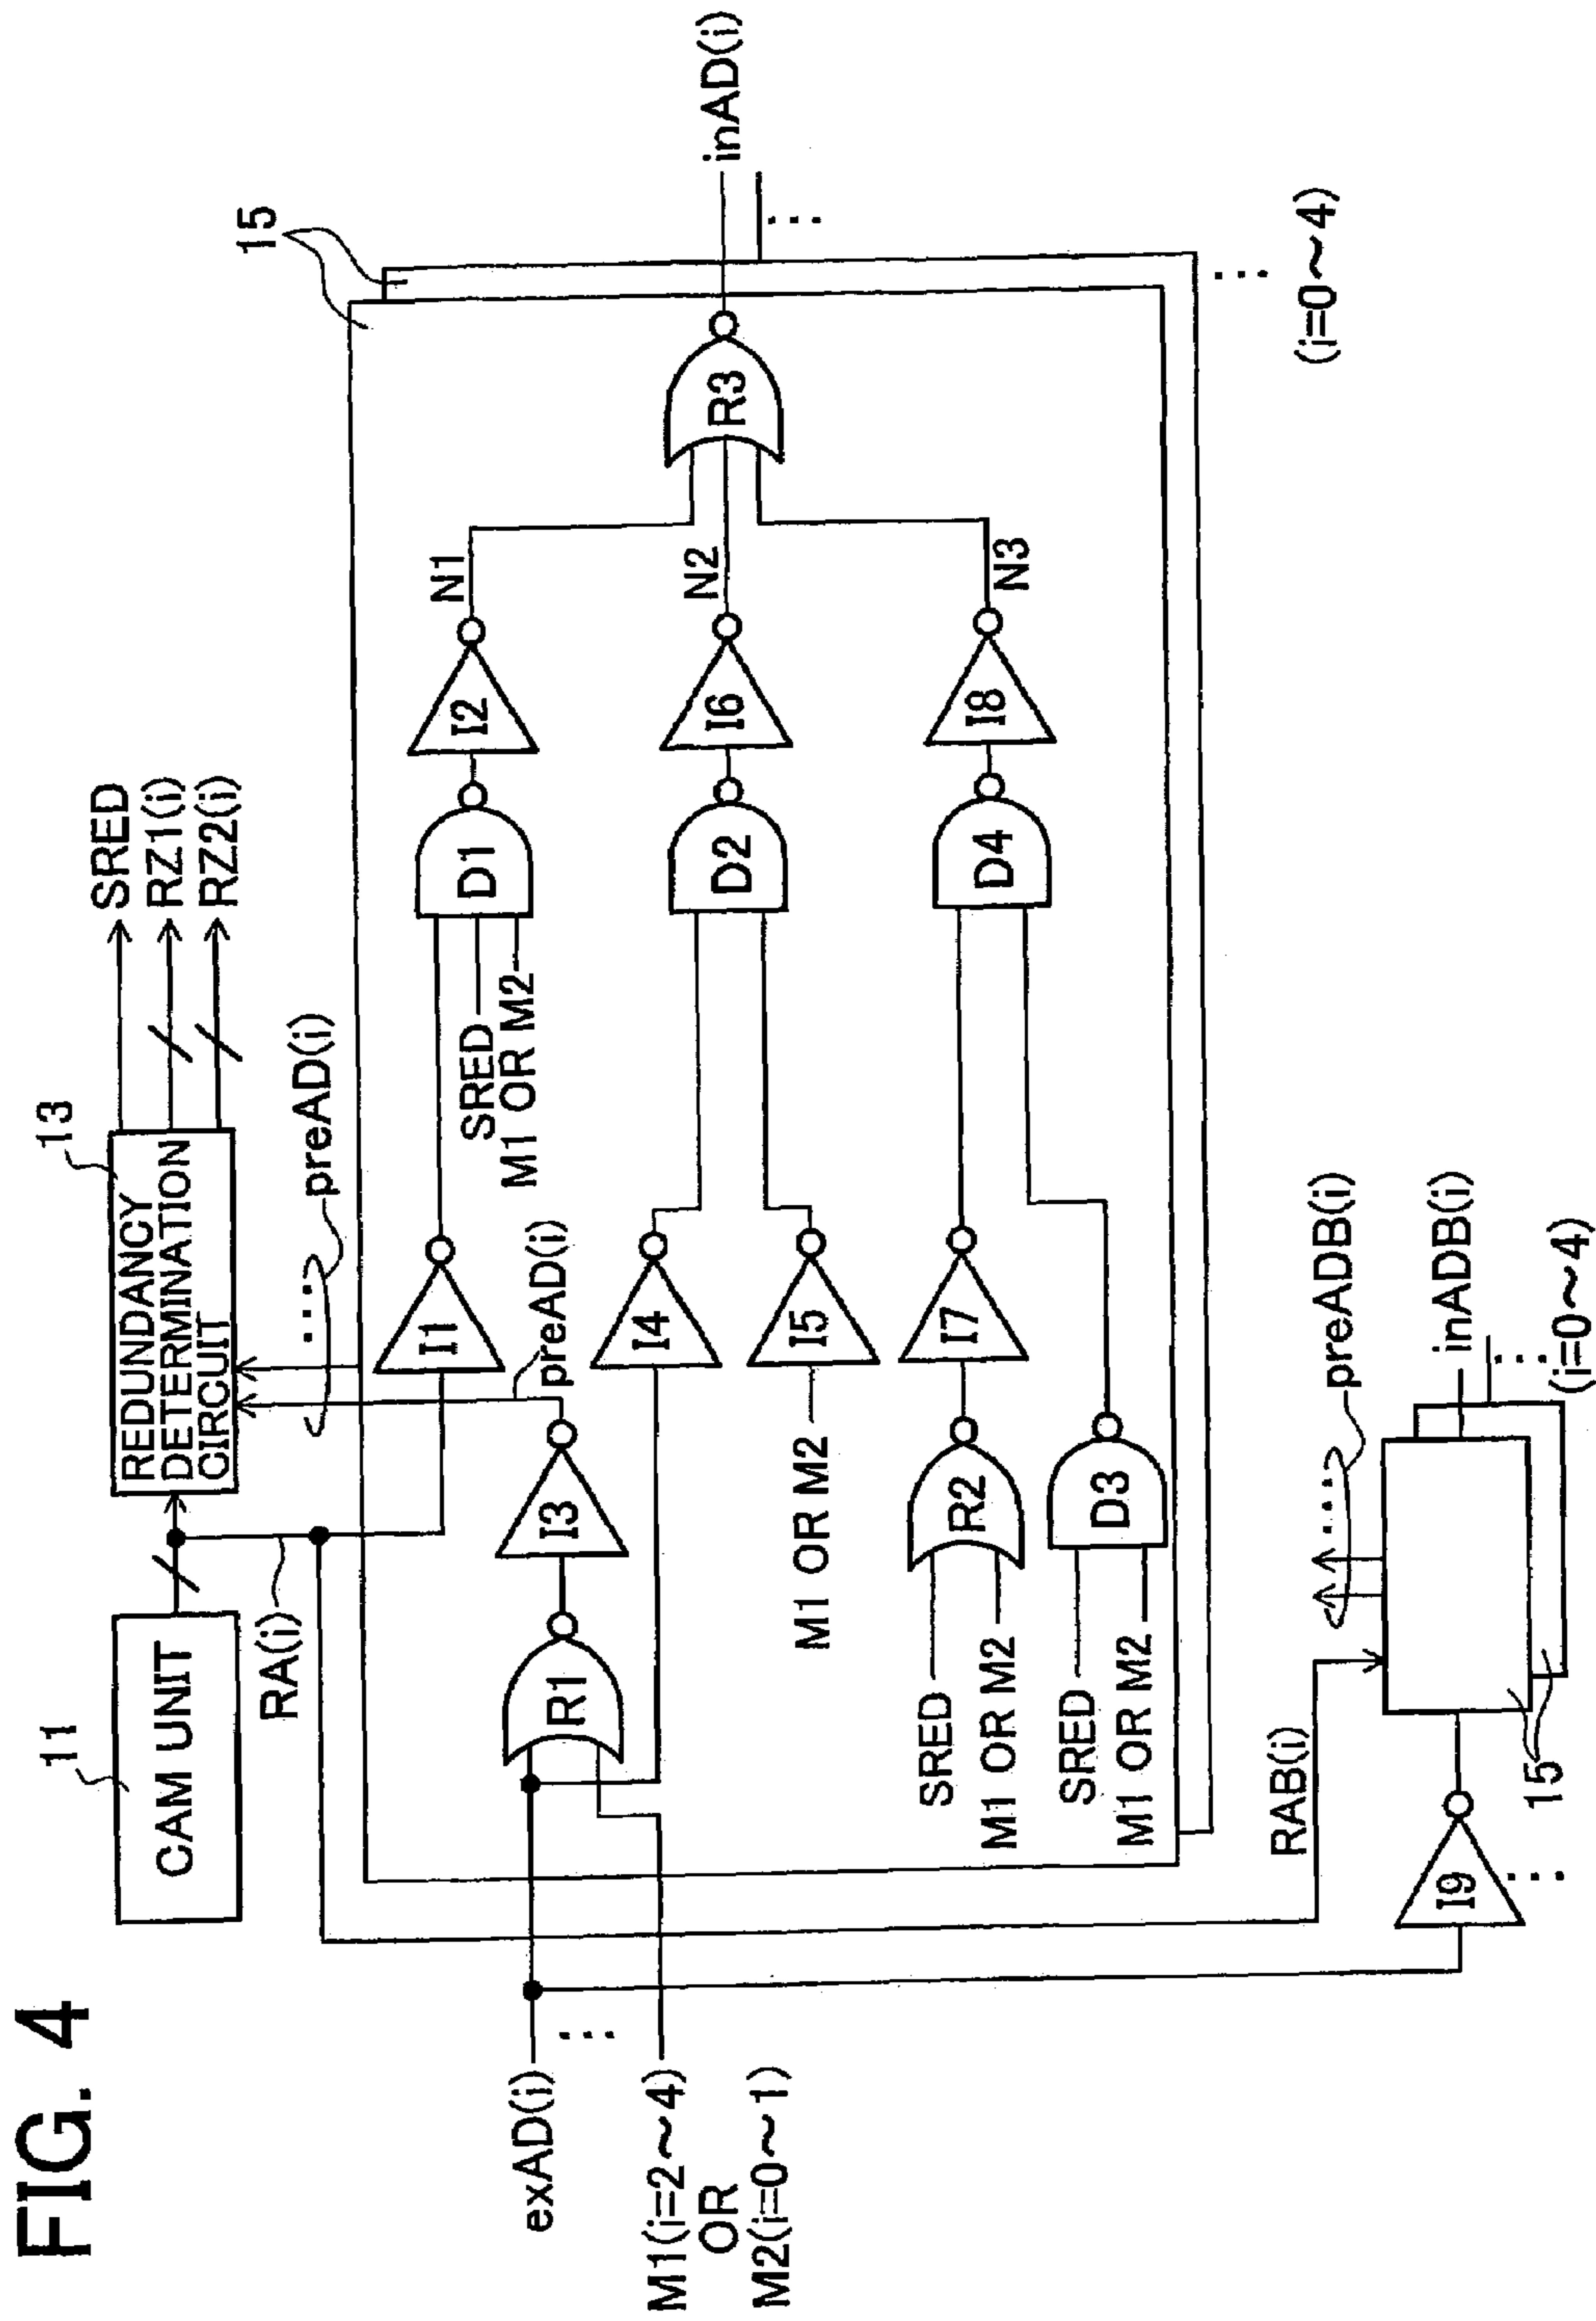 FIG. 4
11
CAM UNIT
RA(i)
13
REDUNDANCY
DETERMINATION
CIRCUIT
SRED
RZ1(i)
RZ2(i)
preAD(i)
15
exAD(i)
M1(i=2~4)
OR
M2(i=0~1)
R1
I3
preAD(i)
I1
SRED
M1 OR M2
D1
I2
N1
I4
M1 OR M2
I5
D2
I6
N2
SRED
M1 OR M2
R2
I7
SRED
M1 OR M2
D3
D4
I8
N3
R3
inAD(i)
(i=0~4)
RAB(i)
I9
15
preADB(i)
inADB(i)
(i=0~4)